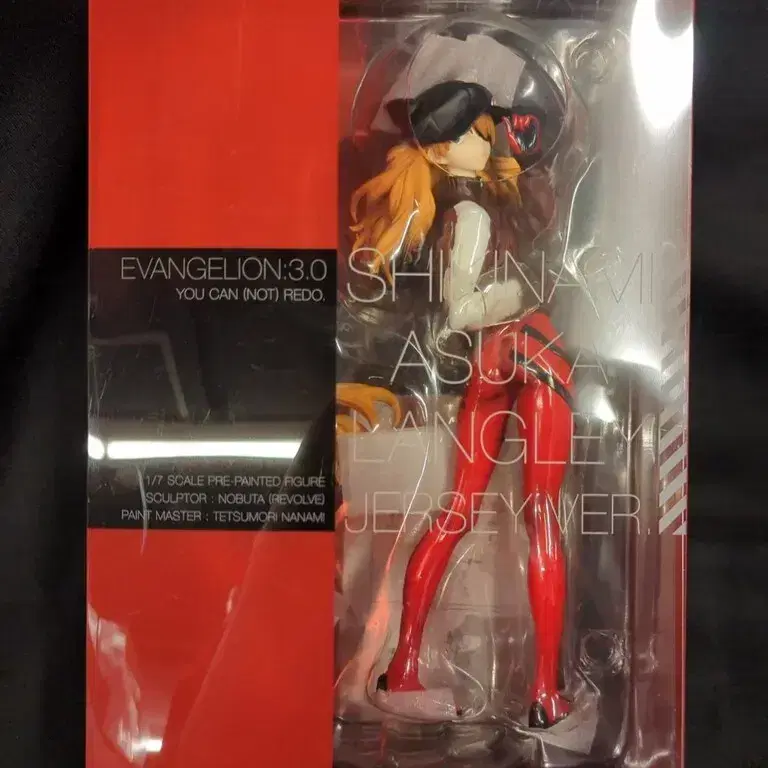 EVANGELION:3.0
YOU CAN (NOT) REDO.
SHIKINAMI
ASUKA
LANGLEY
JERSEY VER.
1/7 SCALE PRE-PAINTED FIGURE
SCULPTOR : NOBUTA (REVOLVE)
PAINT MASTER : TETSUMORI NANAMI